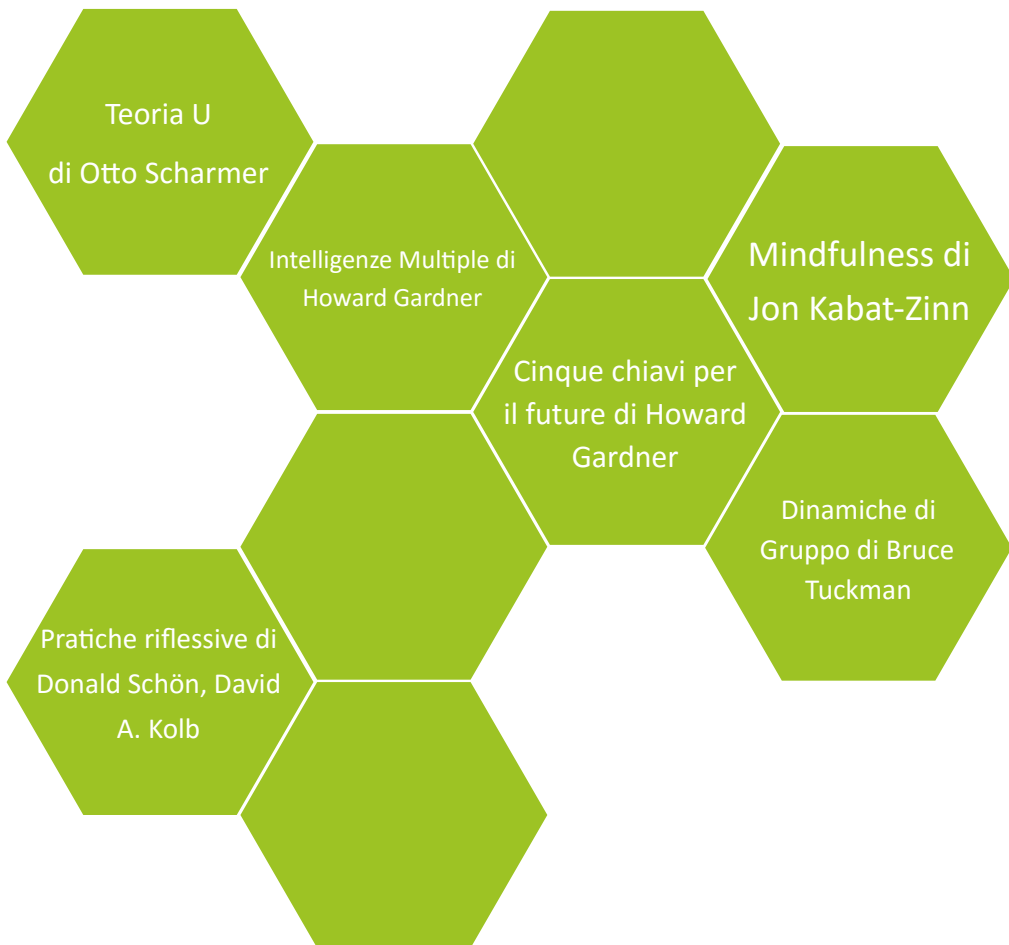 Teoria U
di Otto Scharmer
Intelligenze Multiple di
Howard Gardner
Mindfulness di
Jon Kabat-Zinn
Cinque chiavi per
il future di Howard
Gardner
Dinamiche di
Gruppo di Bruce
Tuckman
Pratiche riflessive di
Donald Schön, David
A. Kolb